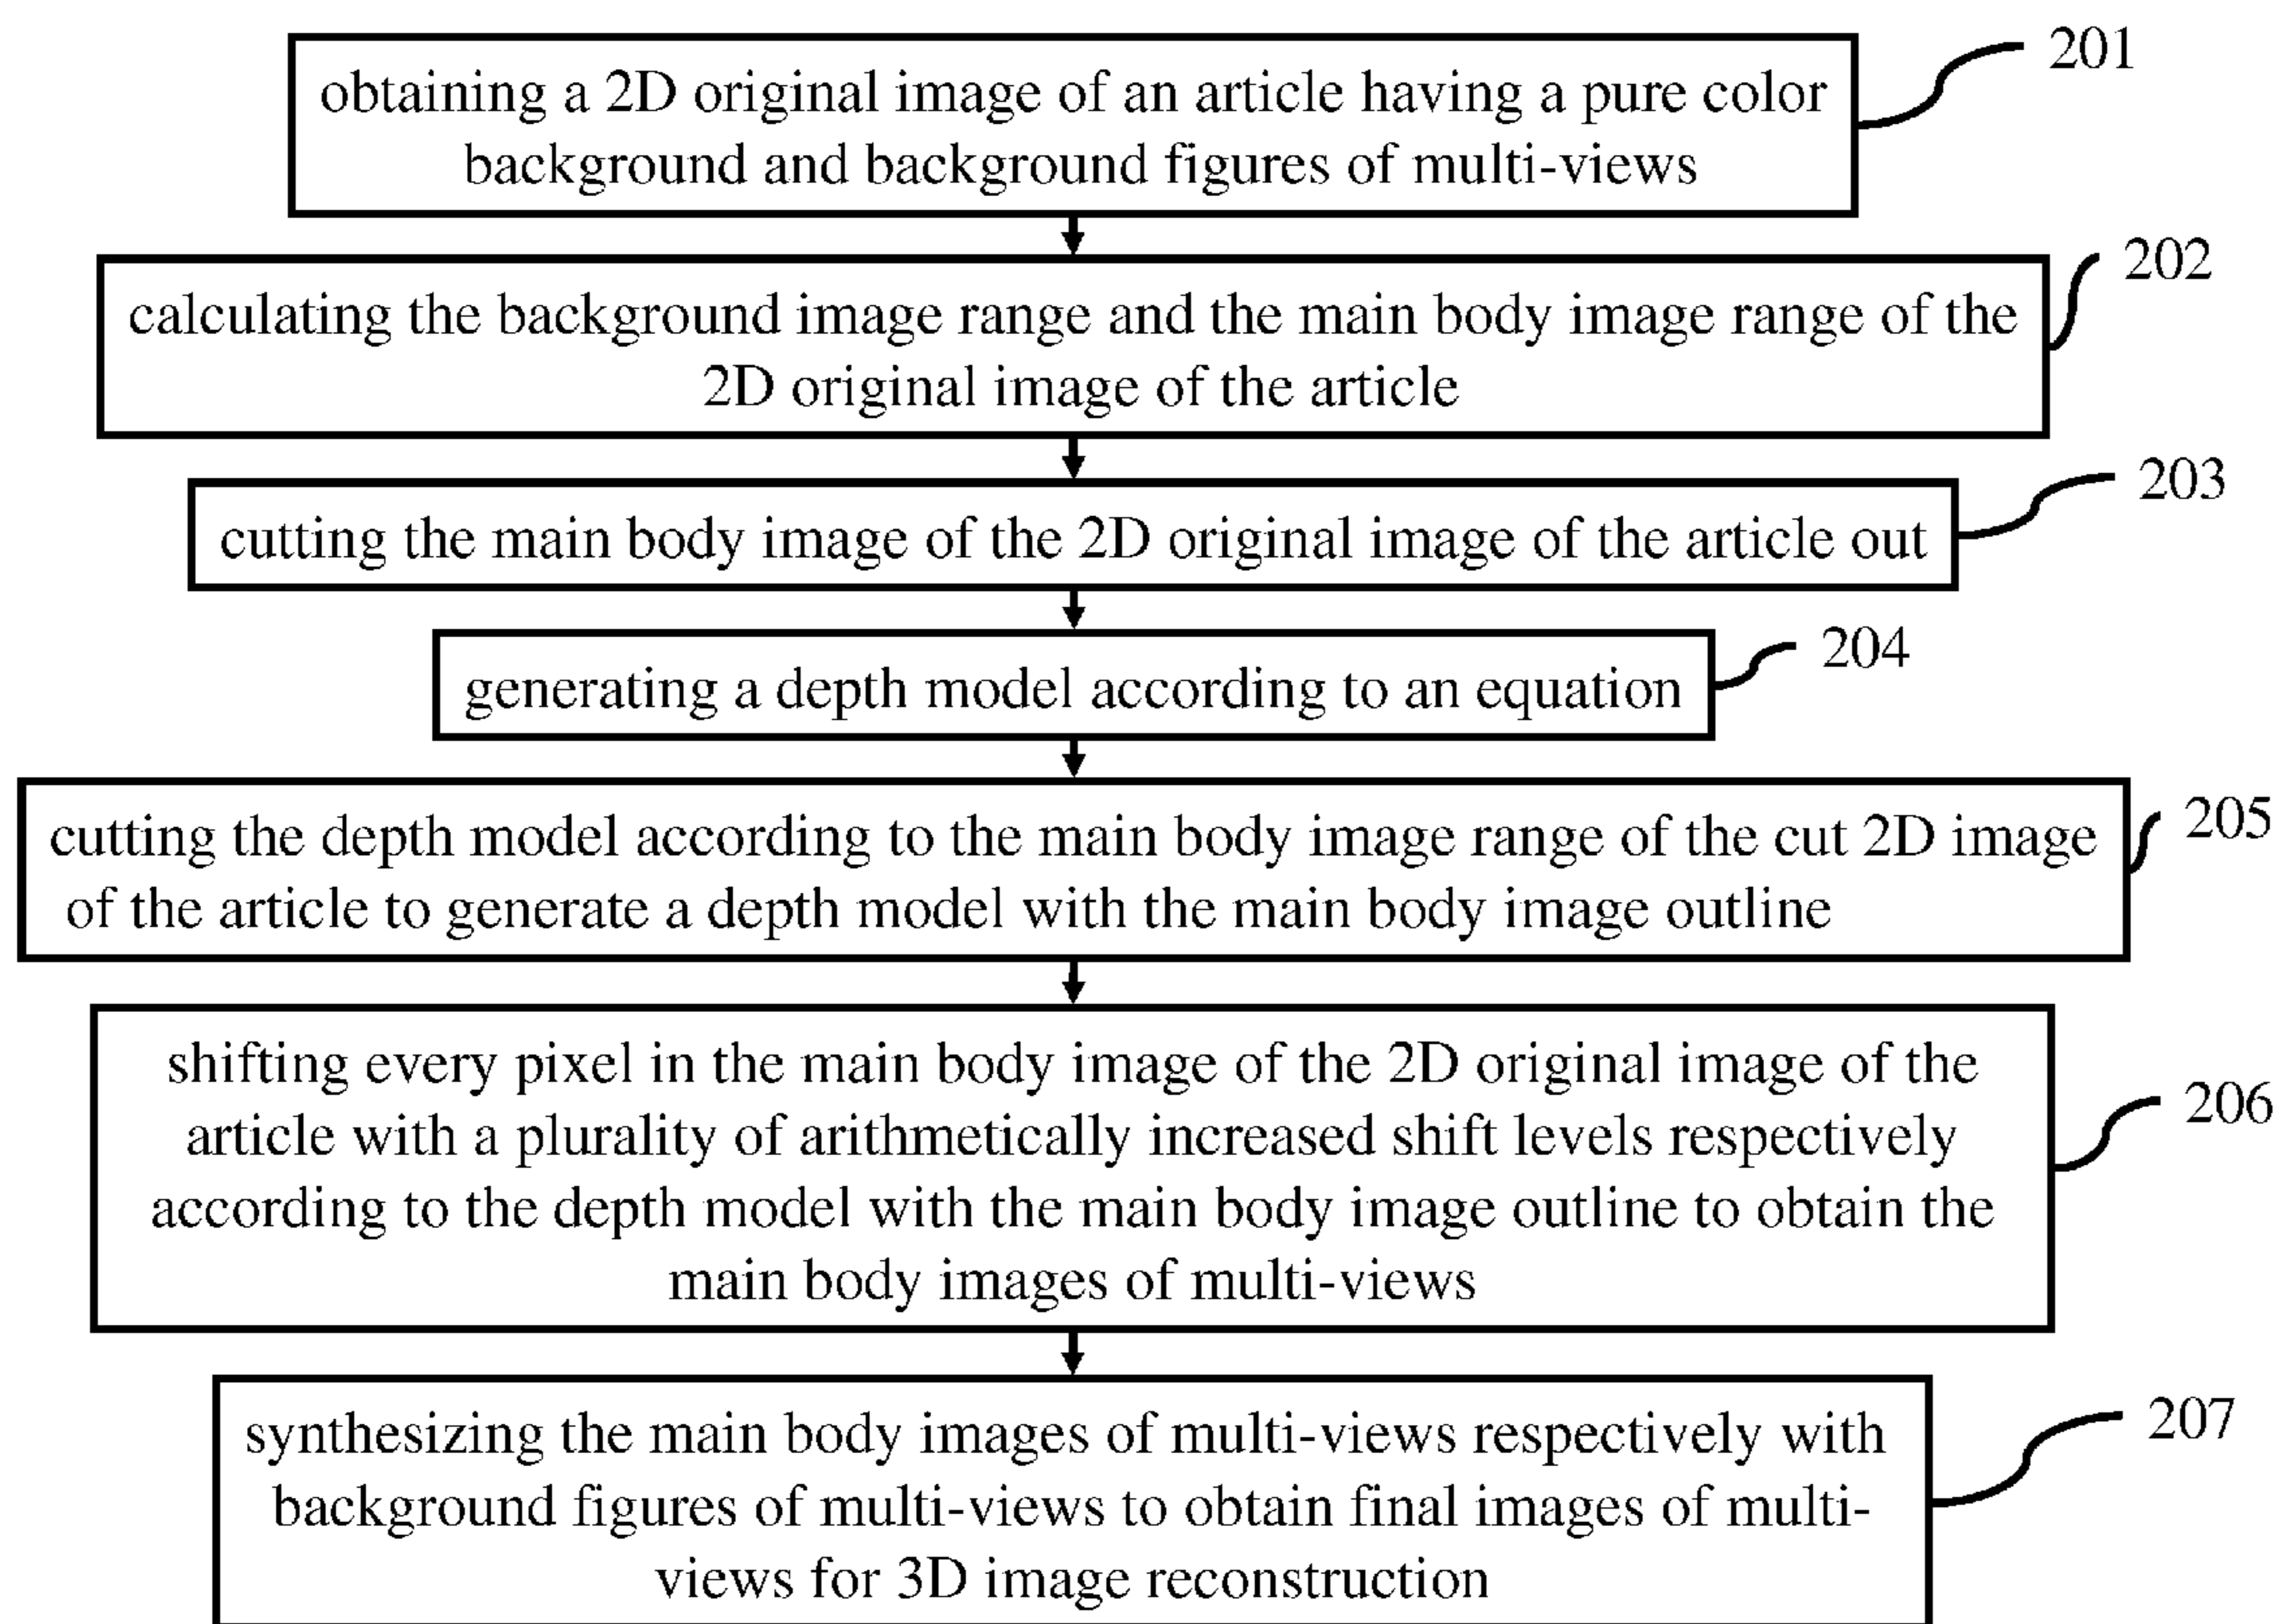 obtaining a 2D original image of an article having a pure color
background and background figures of multi-views
201
calculating the background image range and the main body image range of the
2D original image of the article
202
cutting the main body image of the 2D original image of the article out
203
generating a depth model according to an equation
204
cutting the depth model according to the main body image range of the cut 2D image
of the article to generate a depth model with the main body image outline
205
shifting every pixel in the main body image of the 2D original image of the
article with a plurality of arithmetically increased shift levels respectively
according to the depth model with the main body image outline to obtain the
main body images of multi-views
206
synthesizing the main body images of multi-views respectively with
background figures of multi-views to obtain final images of multi-
views for 3D image reconstruction
207